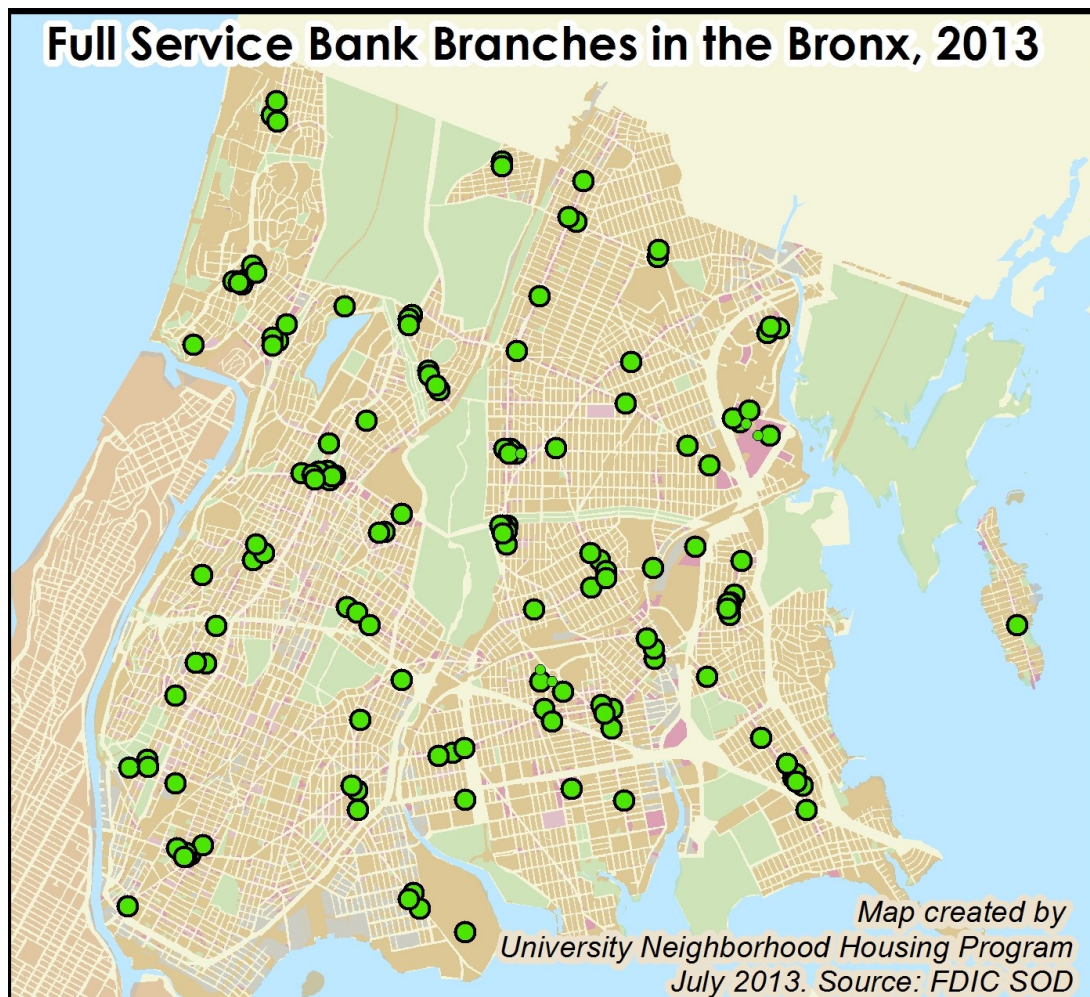 Full Service Bank Branches in the Bronx, 2013
Map created by
University Neighborhood Housing Program
July 2013. Source: FDIC SOD